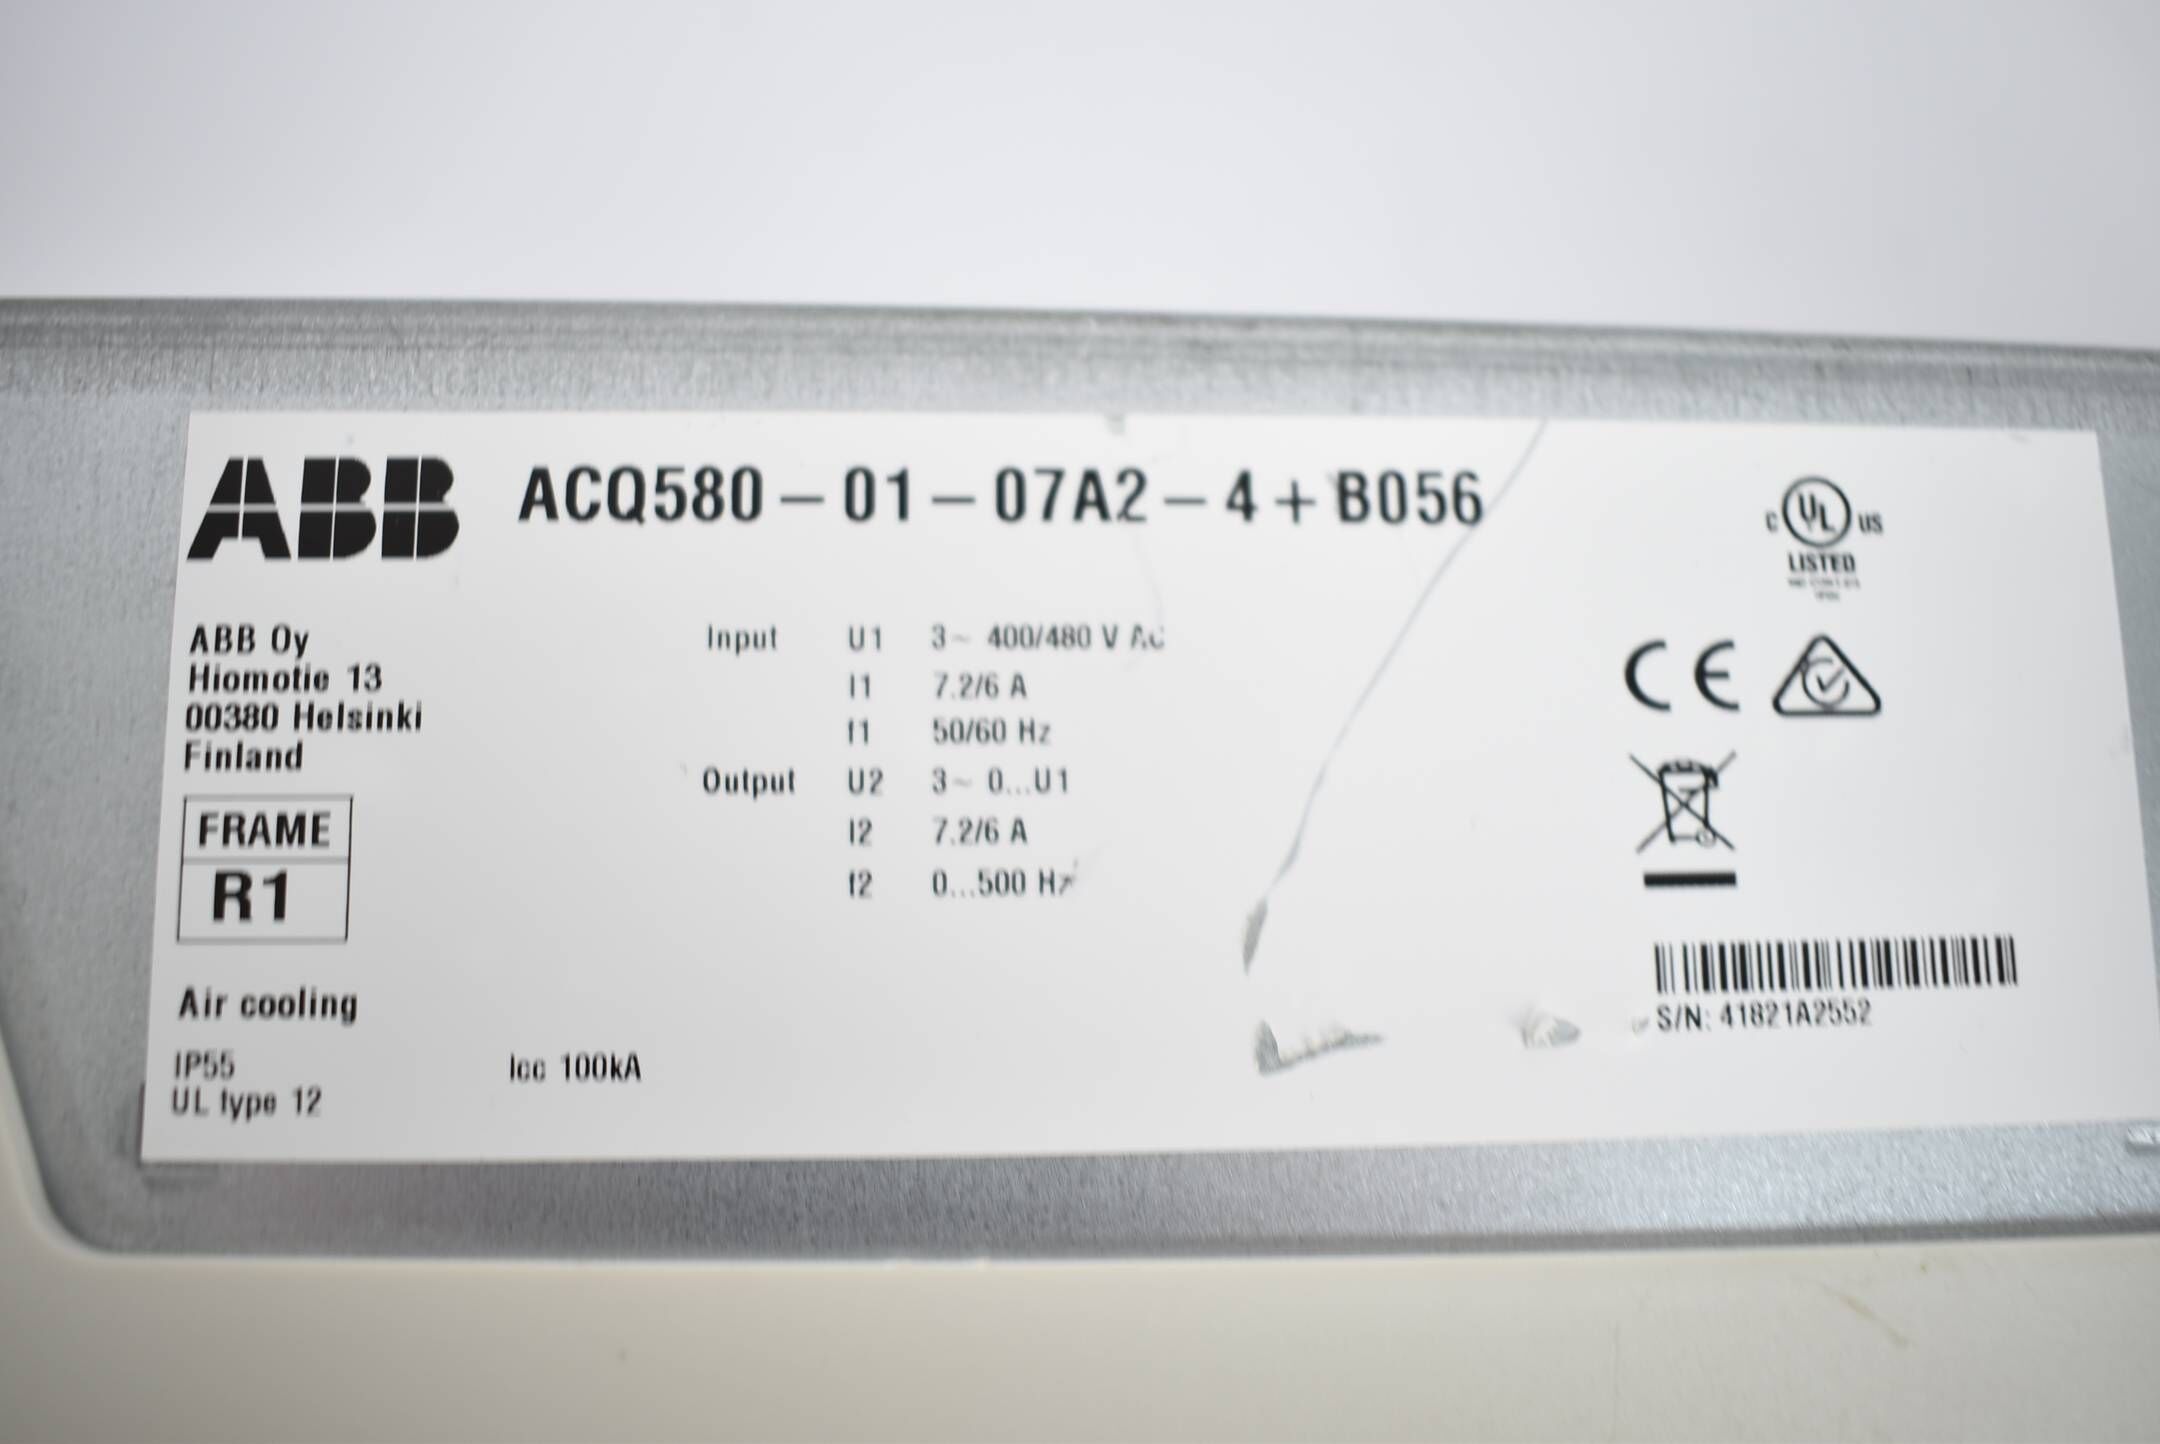 ABB ACQ580-01-07A2-4+B056
C UL US
LISTED
ABB Oy
Hiomotie 13
00380 Helsinki
Finland
Input U1 3~ 400/480 V AC
I1 7.2/6 A
f1 50/60 Hz
Output U2 3~ 0...U1
I2 7.2/6 A
f2 0...500 Hz
CE
FRAME
R1
Air cooling
IP55
UL type 12
Icc 100kA
S/N: 41821A2552